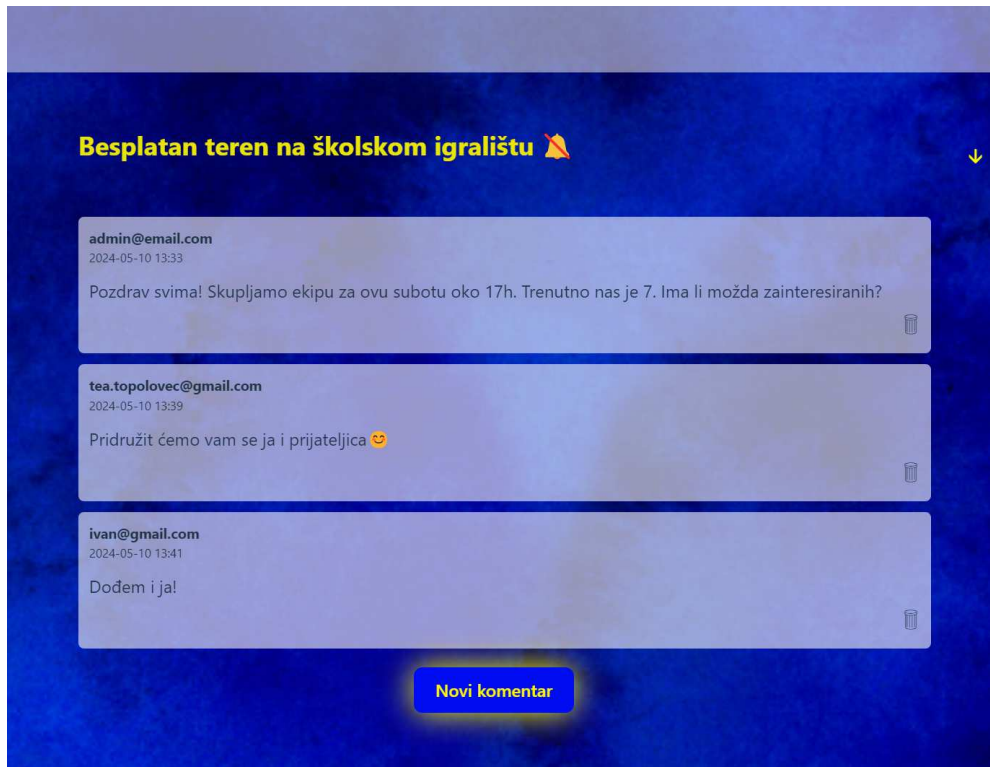 Besplatan teren na školskom igralištu
admin@email.com
2024-05-10 13:33
Pozdrav svima! Skupljamo ekipu za ovu subotu oko 17h. Trenutno nas je 7. Ima li možda zainteresiranih?
tea.topolovec@gmail.com
2024-05-10 13:39
Pridružit ćemo vam se ja i prijateljica😊
ivan@gmail.com
2024-05-10 13:41
Dođem i ja!
Novi komentar